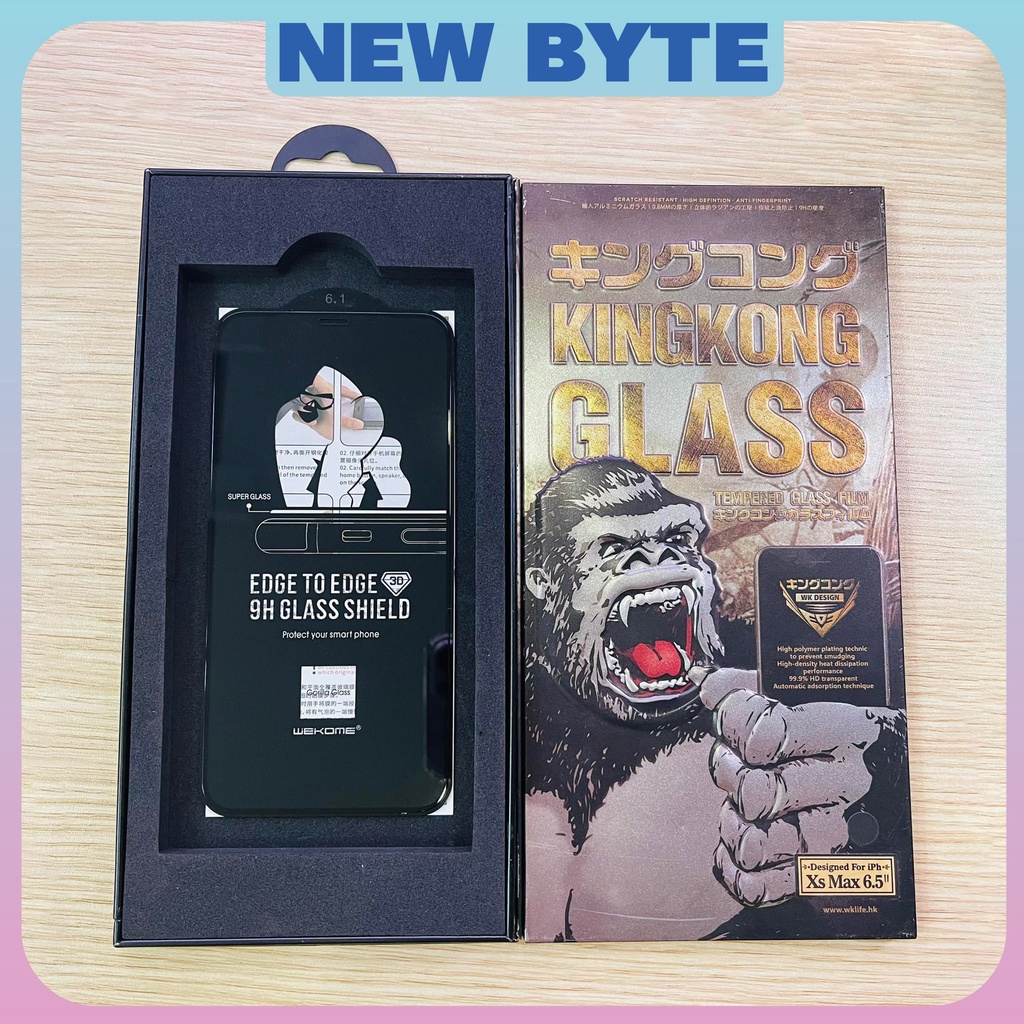 NEW BYTE
6.1
SUPER GLASS
EDGE TO EDGE 3D
9H GLASS SHIELD
Protect your smart phone
Gorilla Glass
WEKOME®
SCRATCH RESISTANT · HIGH DEFINTION · ANTI FINGERPRINT
キングコング
KINGKONG
GLASS
TEMPERED GLASS FILM
キングコング
WK DESIGN
High polymer plating technic
to prevent smudging
High-density heat dissipation
performance
99.9% HD transparent
Automatic adsorption technique
Designed For iPh
Xs Max 6.5"
www.wklife.hk